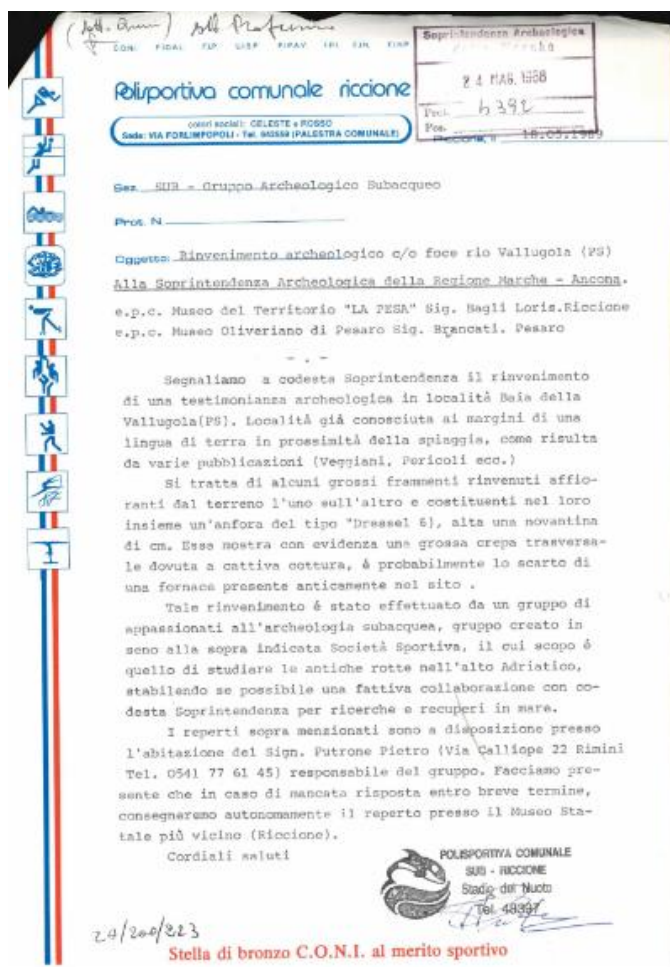 CONI FIDAL FIP UISP FIPAV FPI FIN
Soprintendenza Archeologica
delle Marche
24 MAG. 1988
Prot. 6392
Pos.
Polisportiva comunale riccione
colori sociali: CELESTE e ROSSO
Sede: VIA FORLIMPOPOLI - Tel. 643559 (PALESTRA COMUNALE)
Riccione, li 18.05.1989
Sez. SUB - Gruppo Archeologico Subacqueo
Prot. N.
Oggetto: Rinvenimento archeologico c/o foce rio Vallugola (PS)
Alla Soprintendenza Archeologica della Regione Marche - Ancona.
e.p.c. Museo del Territorio "LA PESA" Sig. Bagli Loris.Riccione
e.p.c. Museo Oliveriano di Pesaro Sig. Brancati. Pesaro
- . -
Segnaliamo a codesta Soprintendenza il rinvenimento
di una testimonianza archeologica in località Baia della
Vallugola(PS). Località già conosciuta ai margini di una
lingua di terra in prossimità della spiaggia, come risulta
da varie pubblicazioni (Veggiani, Pericoli ecc.)
Si tratta di alcuni grossi frammenti rinvenuti affio-
ranti dal terreno l'uno sull'altro e costituenti nel loro
insieme un'anfora del tipo "Dressel 6), alta una novantina
di cm. Essa mostra con evidenza una grossa crepa trasversa-
le dovuta a cattiva cottura, é probabilmente lo scarto di
una fornace presente anticamente nel sito .
Tale rinvenimento é stato effettuato da un gruppo di
appassionati all'archeologia subacquea, gruppo creato in
seno alla sopra indicata Società Sportiva, il cui scopo é
quello di studiare le antiche rotte nell'alto Adriatico,
stabilendo se possibile una fattiva collaborazione con co-
desta Soprintendenza per ricerche e recuperi in mare.
I reperti sopra menzionati sono a disposizione presso
l'abitazione del Sign. Putrone Pietro (Via Calliope 22 Rimini
Tel. 0541 77 61 45) responsabile del gruppo. Facciamo pre-
sente che in caso di mancata risposta entro breve termine,
consegneremo autonomamente il reperto presso il Museo Sta-
tale più vicino (Riccione).
Cordiali saluti
POLISPORTIVA COMUNALE
SUB - RICCIONE
Stadio del Nuoto
Tel. 48397
24/200/223
Stella di bronzo C.O.N.I. al merito sportivo